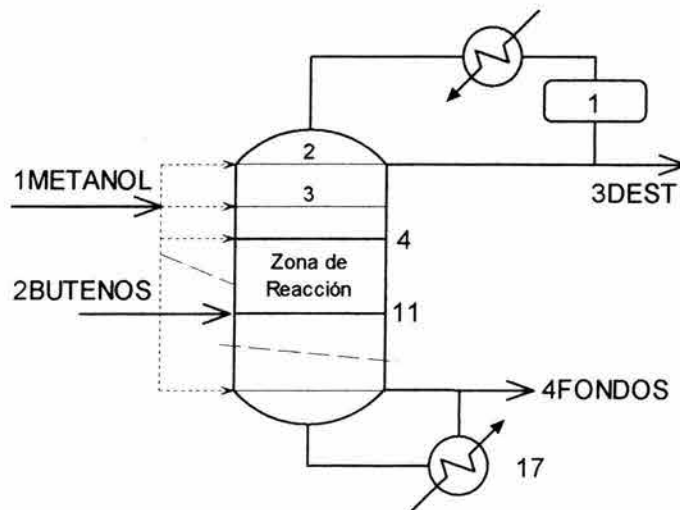 1
2
1METANOL
3
3DEST
4
Zona de
Reacción
2BUTENOS
11
4FONDOS
17